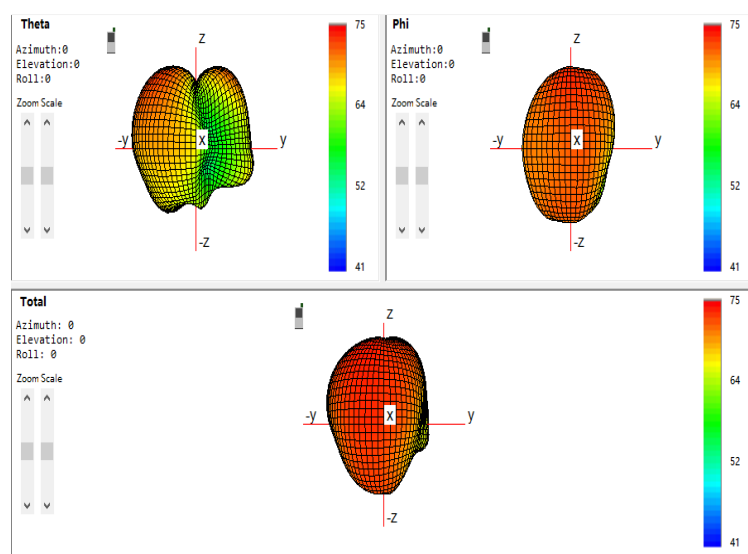 Theta
Azimuth:0
Elevation:0
Roll:0
Zoom Scale
z
-y
x
y
-z
75
64
52
41
Phi
Azimuth:0
Elevation:0
Roll:0
Zoom Scale
z
-y
x
y
-z
75
64
52
41
Total
Azimuth: 0
Elevation: 0
Roll: 0
Zoom Scale
z
-y
x
y
-z
75
64
52
41